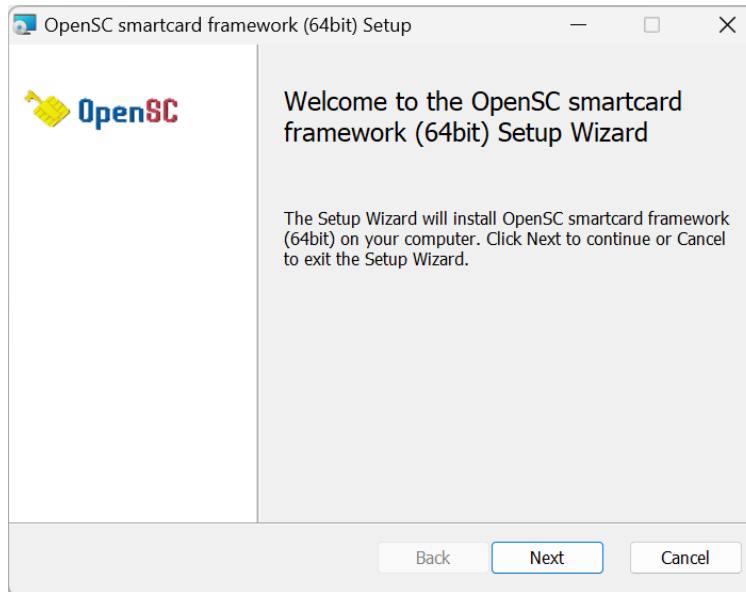 OpenSC smartcard framework (64bit) Setup
OpenSC
Welcome to the OpenSC smartcard
framework (64bit) Setup Wizard
The Setup Wizard will install OpenSC smartcard framework
(64bit) on your computer. Click Next to continue or Cancel
to exit the Setup Wizard.
Back Next Cancel